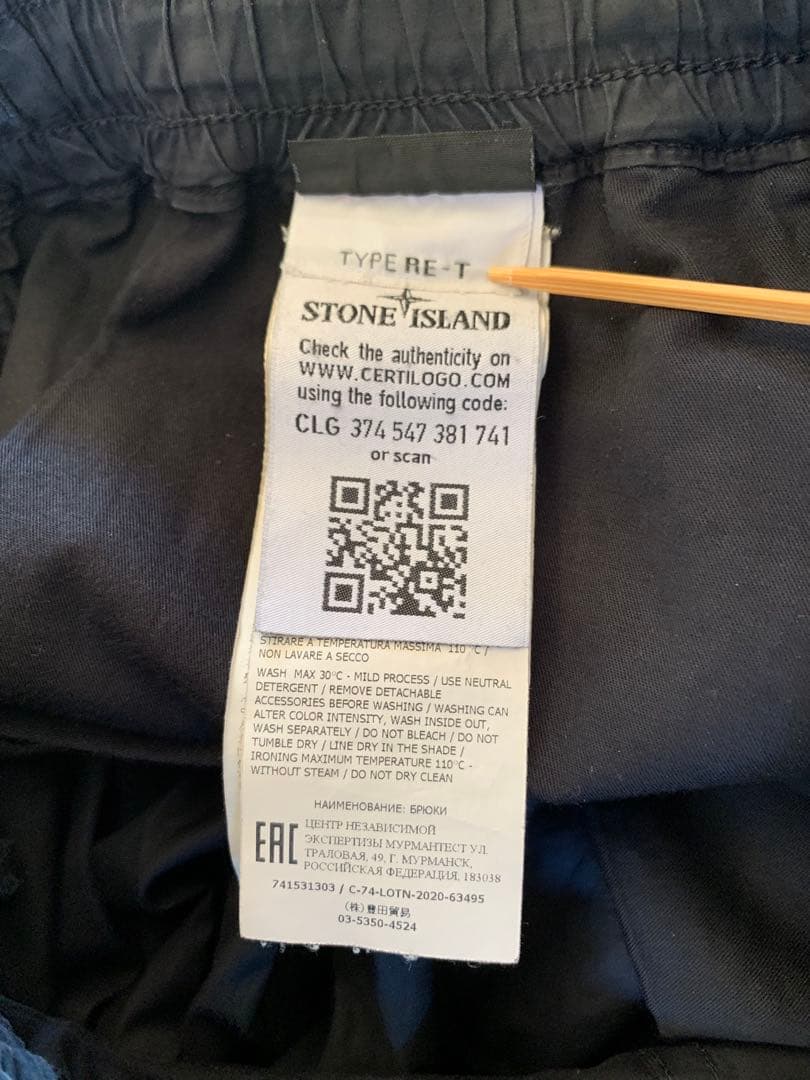 TYPE RE-T
STONE ISLAND
Check the authenticity on
WWW.CERTILOGO.COM
using the following code:
CLG 374 547 381 741
or scan
STIRARE A TEMPERATURA MASSIMA 110 °C /
NON LAVARE A SECCO
WASH MAX 30°C - MILD PROCESS / USE NEUTRAL
DETERGENT / REMOVE DETACHABLE
ACCESSORIES BEFORE WASHING / WASHING CAN
ALTER COLOR INTENSITY, WASH INSIDE OUT,
WASH SEPARATELY / DO NOT BLEACH / DO NOT
TUMBLE DRY / LINE DRY IN THE SHADE /
IRONING MAXIMUM TEMPERATURE 110°C -
WITHOUT STEAM / DO NOT DRY CLEAN
НАИМЕНОВАНИЕ: БРЮКИ
EAC
ЦЕНТР НЕЗАВИСИМОЙ
ЭКСПЕРТИЗЫ МУРМАНТЕСТ УЛ.
ТРАЛОВАЯ, 49, Г. МУРМАНСК,
РОССИЙСКАЯ ФЕДЕРАЦИЯ, 183038
741531303 / C-74-LOTN-2020-63495
(株)豊田貿易
03-5350-4524